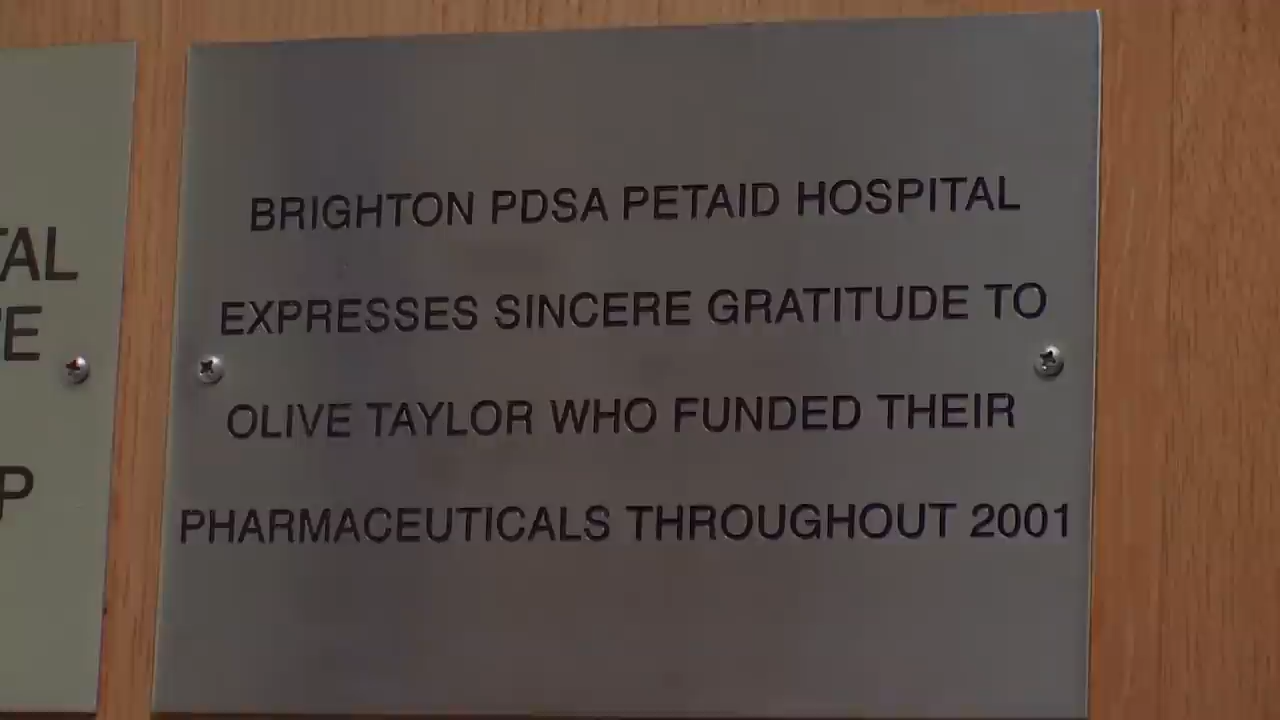 BRIGHTON PDSA PETAID HOSPITAL
EXPRESSES SINCERE GRATITUDE TO
OLIVE TAYLOR WHO FUNDED THEIR
PHARMACEUTICALS THROUGHOUT 2001